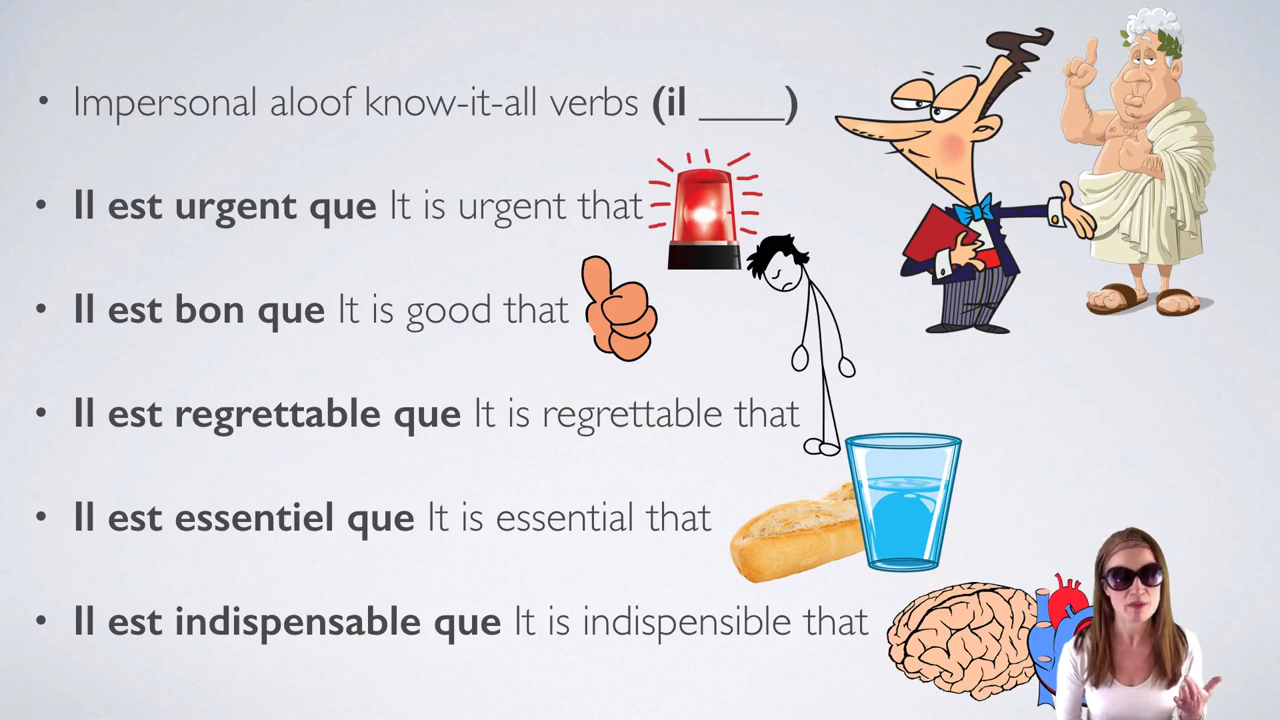 • Impersonal aloof know-it-all verbs (il ____)
• Il est urgent que It is urgent that
• Il est bon que It is good that
• Il est regrettable que It is regrettable that
• Il est essentiel que It is essential that
• Il est indispensable que It is indispensible that